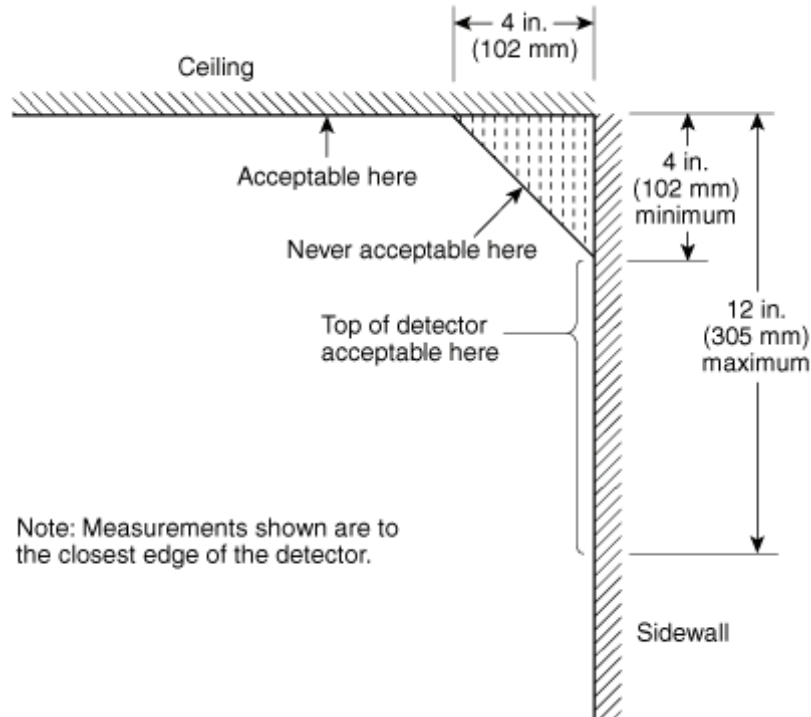 4 in.
(102 mm)
Ceiling
Acceptable here
4 in.
(102 mm)
minimum
Never acceptable here
Top of detector
acceptable here
12 in.
(305 mm)
maximum
Note: Measurements shown are to
the closest edge of the detector.
Sidewall